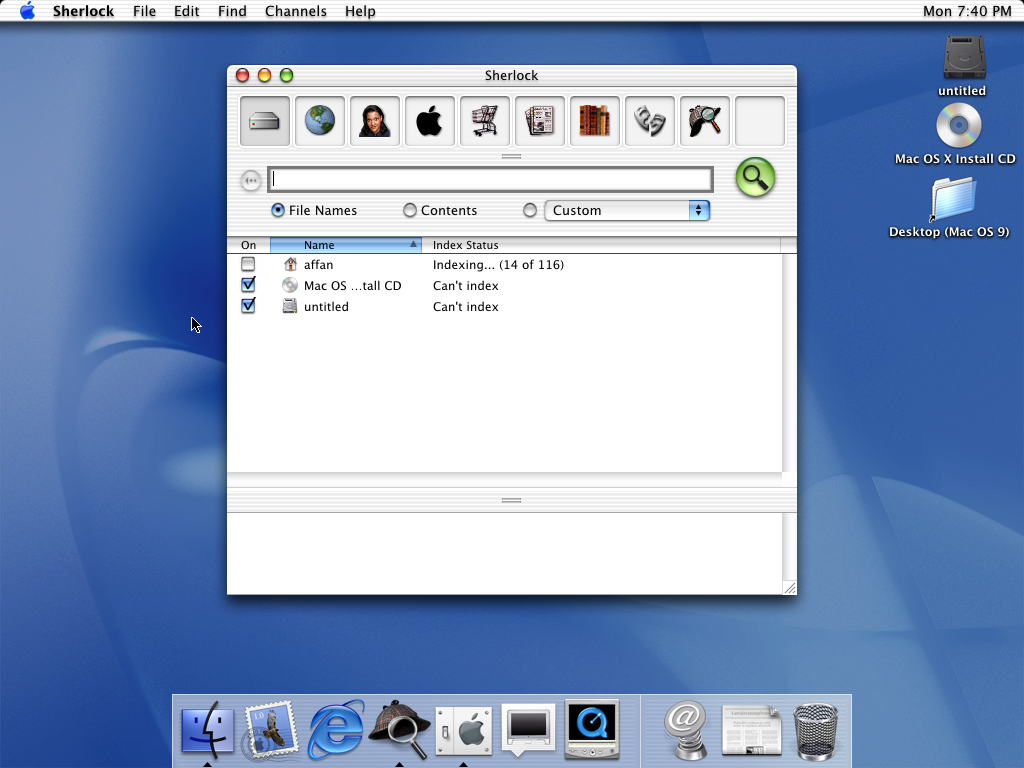 Sherlock File Edit Find Channels Help Mon 7:40 PM
Sherlock
untitled
Mac OS X Install CD
Desktop (Mac OS 9)
File Names Contents Custom
On Name Index Status
affan Indexing... (14 of 116)
Mac OS ...tall CD Can't index
untitled Can't index
1.0
@